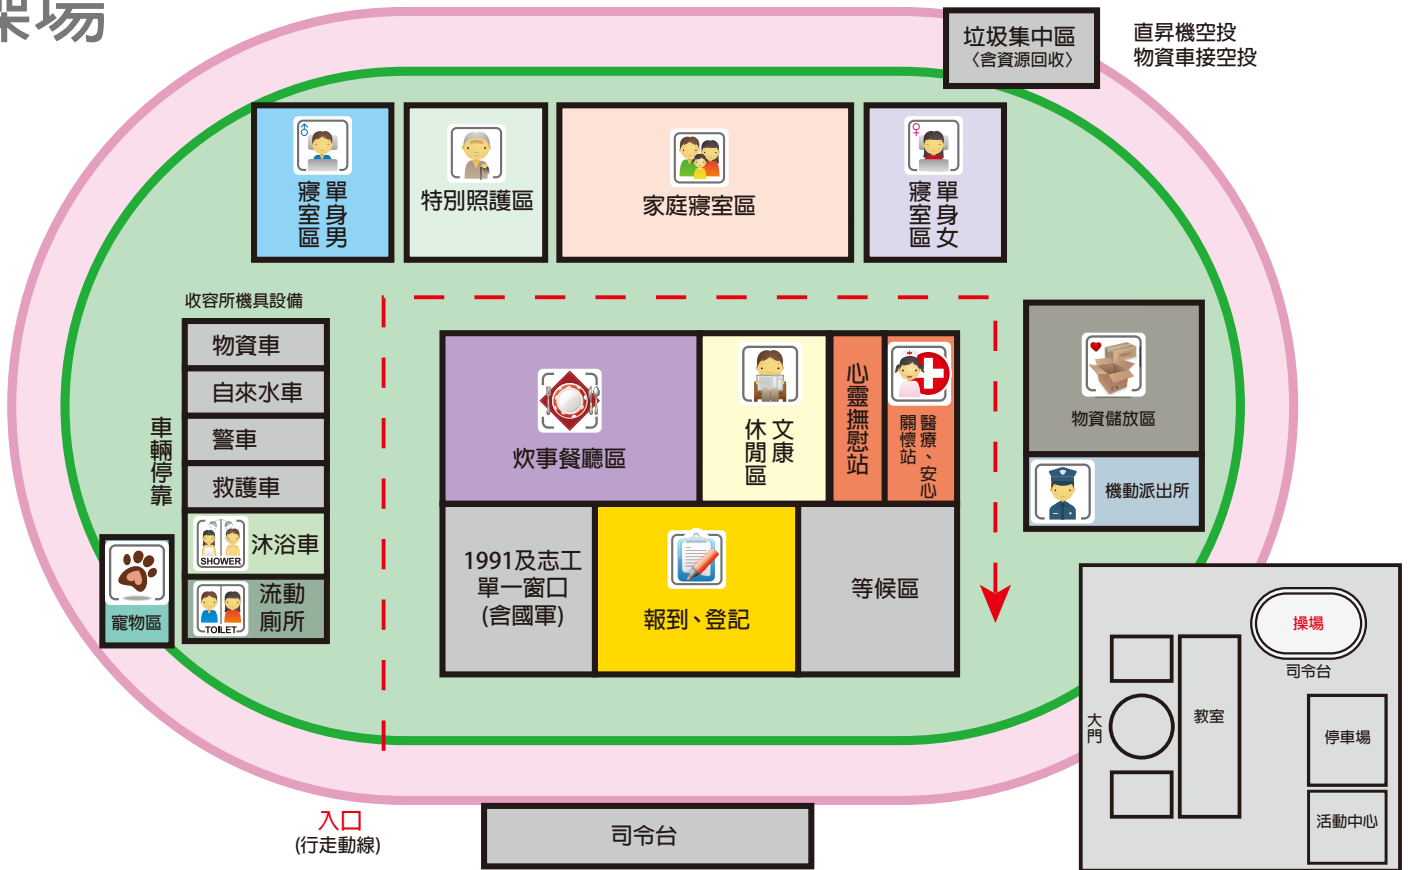 操場
垃圾集中區
〈含資源回收〉
直昇機空投
物資車接空投
單身男
寢室區
特別照護區
家庭寢室區
單身女
寢室區
收容所機具設備
物資車
自來水車
警車
救護車
SHOWER
沐浴車
TOILET
流動
廁所
車輛停靠
寵物區
炊事餐廳區
文康
休閒區
心靈撫慰站
醫療、安心
關懷站
1991及志工
單一窗口
(含國軍)
報到、登記
等候區
物資儲放區
機動派出所
入口
(行走動線)
司令台
操場
司令台
大門
教室
停車場
活動中心